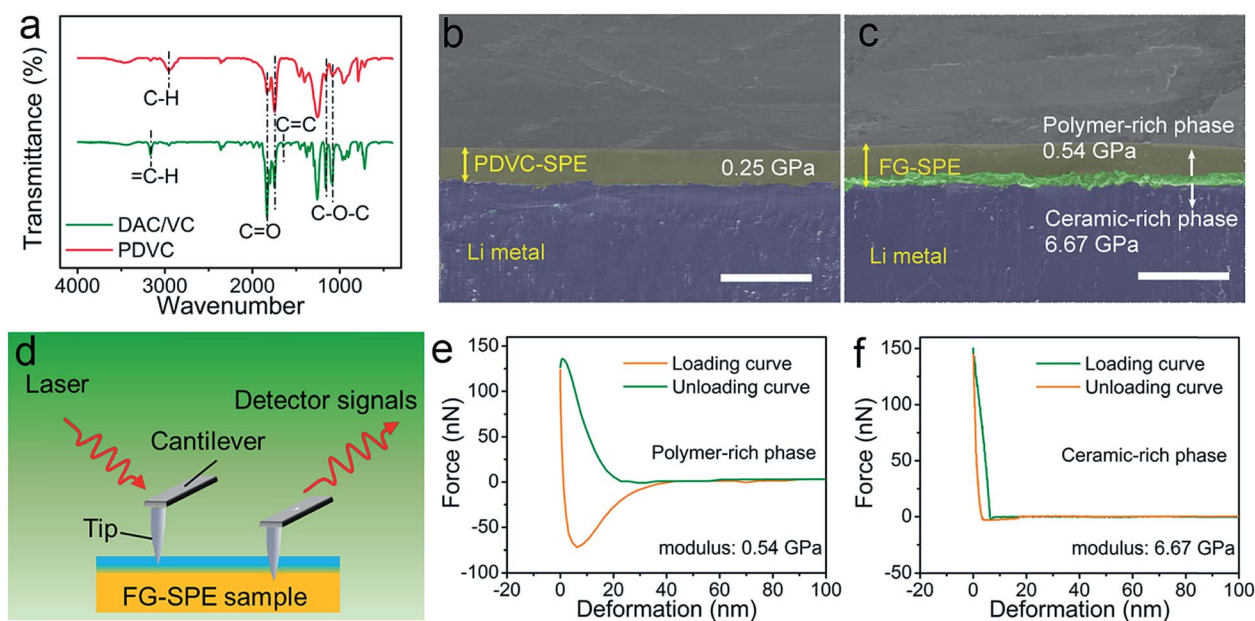 a
Transmittance (%)
C-H
C=C
=C-H
C-O-C
C=O
DAC/VC
PDVC
4000 3000 2000 1000
Wavenumber
b
PDVC-SPE
0.25 GPa
Li metal
c
Polymer-rich phase
0.54 GPa
FG-SPE
Ceramic-rich phase
6.67 GPa
Li metal
d
Laser
Detector signals
Cantilever
Tip
FG-SPE sample
e
Force (nN)
150
100
50
0
-50
-100
Loading curve
Unloading curve
Polymer-rich phase
modulus: 0.54 GPa
-20 0 20 40 60 80 100
Deformation (nm)
f
Force (nN)
150
100
50
0
-50
Loading curve
Unloading curve
Ceramic-rich phase
modulus: 6.67 GPa
-20 0 20 40 60 80 100
Deformation (nm)